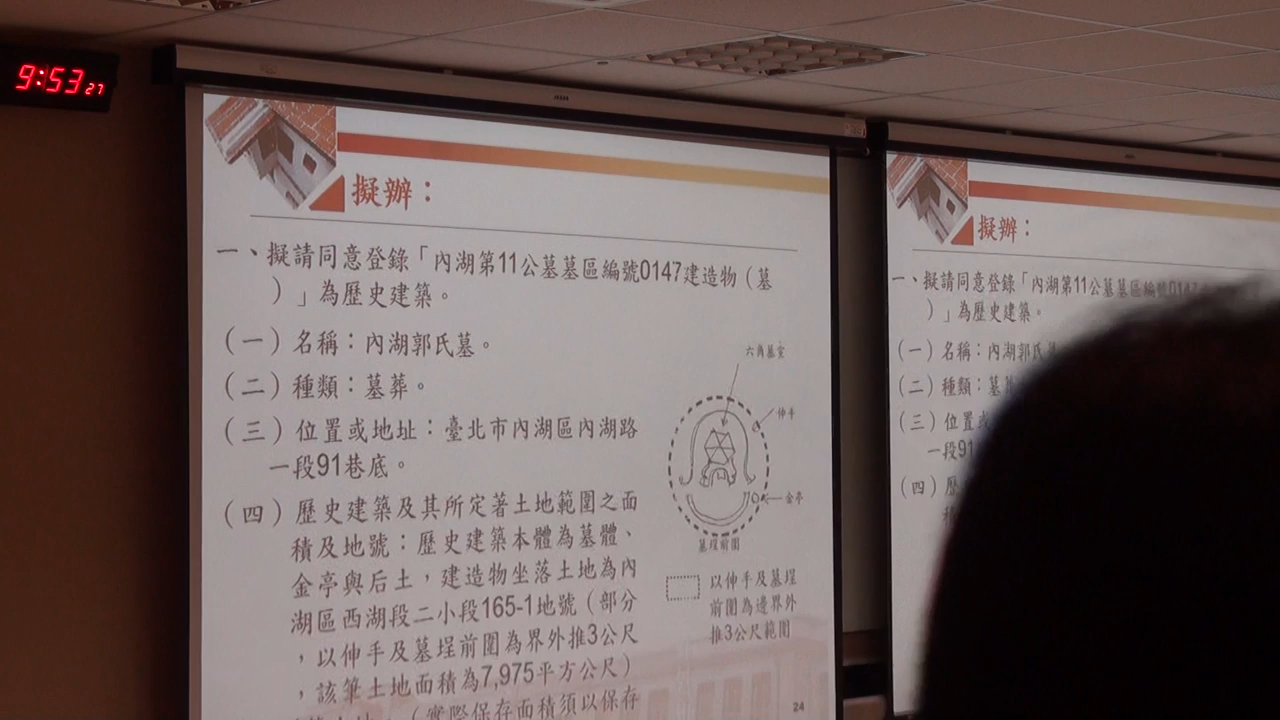 9:53 27
擬辦：
一、擬請同意登錄「內湖第11公墓墓區編號0147建造物（墓
）」為歷史建築。
（一）名稱：內湖郭氏墓。
（二）種類：墓葬。
（三）位置或地址：臺北市內湖區內湖路
一段91巷底。
（四）歷史建築及其所定著土地範圍之面
積及地號：歷史建築本體為墓體、
金亭與后土，建造物坐落土地為內
湖區西湖段二小段165-1地號（部分
，以伸手及墓埕前圍為界外推3公尺
，該筆土地面積為7,975平方公尺）
（實際保存面積須以保存
六角墓室
伸手
金亭
墓埕前圍
以伸手及墓埕
前圍為邊界外
推3公尺範圍
24
擬辦：
一、擬請同意登錄「內湖第11公墓墓區編號0147
）」為歷史建築。
（一）名稱：內湖郭氏
（二）種類：墓
（三）位置或
一段91
（四）歷